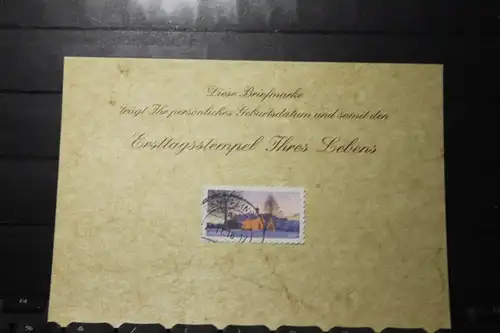 Diese Briefmarke
trägt Ihr persönliches Geburtsdatum und somit den
Ersttagsstempel Ihres Lebens